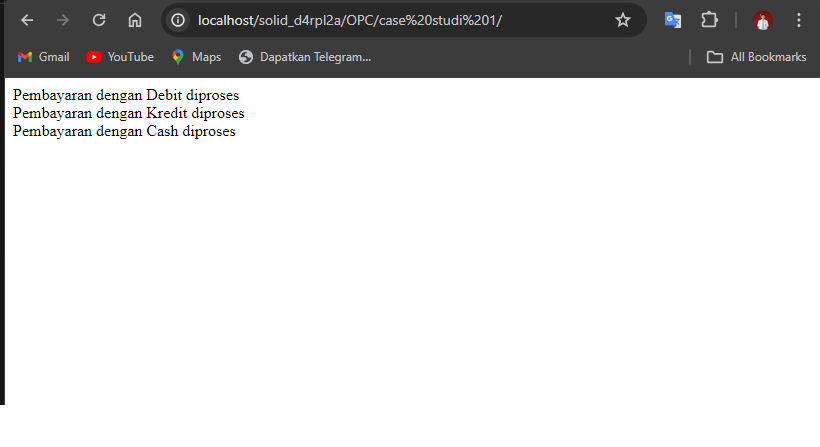 localhost/solid_d4rpl2a/OPC/case%20studi%201/
Gmail YouTube Maps Dapatkan Telegram... All Bookmarks
Pembayaran dengan Debit diproses
Pembayaran dengan Kredit diproses
Pembayaran dengan Cash diproses